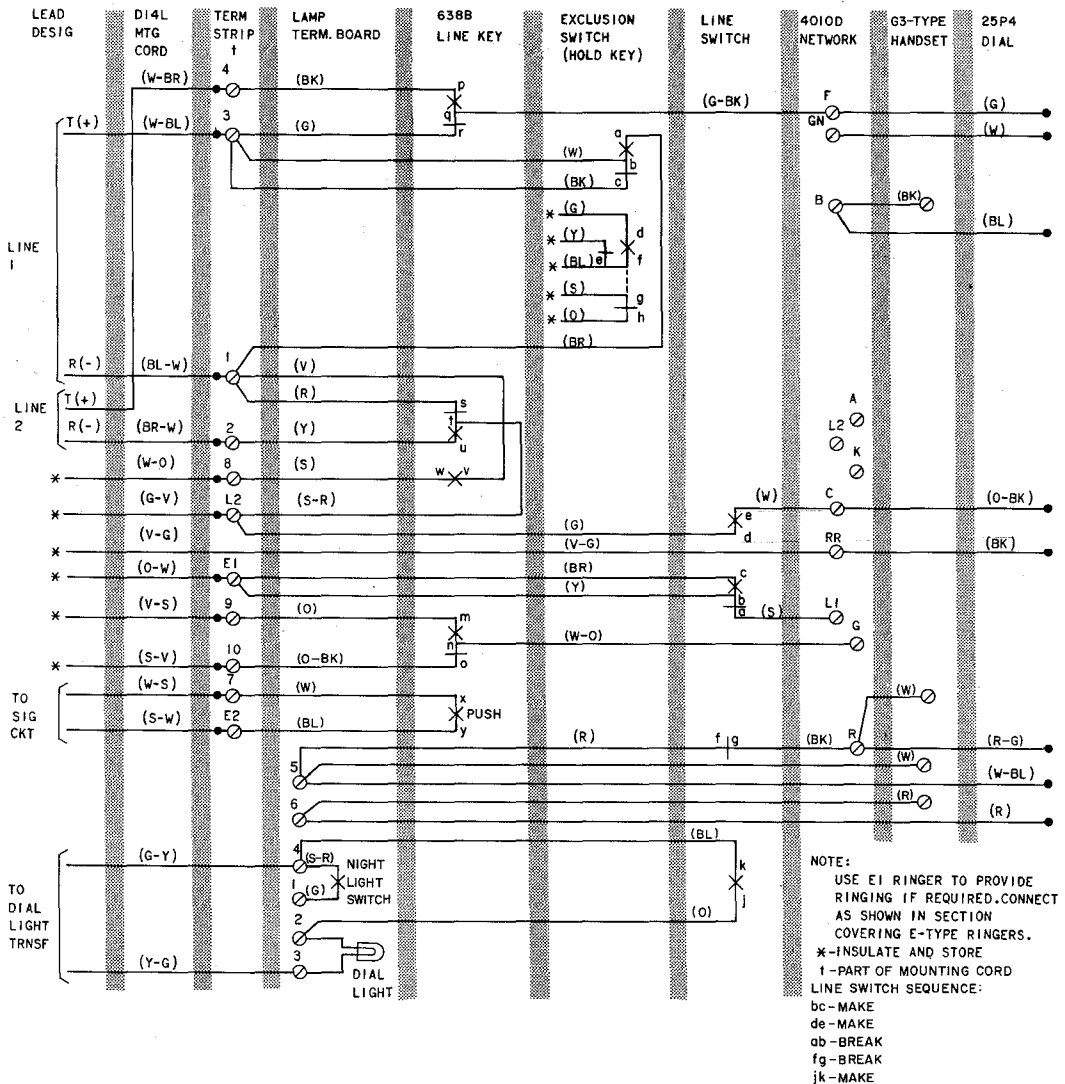 LEAD DESIG
DI4L MTG CORD
TERM STRIP †
LAMP TERM. BOARD
638B LINE KEY
EXCLUSION SWITCH (HOLD KEY)
LINE SWITCH
4010D NETWORK
G3-TYPE HANDSET
25P4 DIAL
(W-BR) 4 (BK) p
q (G-BK) F (G)
T(+) (W-BL) 3 (G) r GN (W)
a
(W) b
(BK) c
B (BK)
(BL)
* (G)
* (Y) d
* (BL) e f
* (S) g
* (O) h
LINE 1
(BR)
R(-) (BL-W) 1 (V)
(R) s
LINE 2
T(+) t
R(-) (BR-W) 2 (Y) u
A
L2
K
* (W-O) 8 (S) w v
* (G-V) L2 (S-R) (W) C (O-BK)
e
(G) d
* (V-G) (V-G) RR (BK)
* (O-W) E1 (BR) c
(Y) b
* (V-S) 9 (O) m a (S) L1
n (W-O) G
* (S-V) 10 (O-BK) o
TO SIG CKT
(W-S) 7 (W) x (W)
PUSH
(S-W) E2 (BL) y
(R) f g (BK) R (R-G)
5 (W)
(W-BL)
6 (R)
(R)
(BL)
TO DIAL LIGHT TRNSF
(G-Y) 4 (S-R) NIGHT LIGHT SWITCH k
1 (G) j
2 (O)
(Y-G) 3 DIAL LIGHT
NOTE:
USE E1 RINGER TO PROVIDE
RINGING IF REQUIRED.CONNECT
AS SHOWN IN SECTION
COVERING E-TYPE RINGERS.
*-INSULATE AND STORE
†-PART OF MOUNTING CORD
LINE SWITCH SEQUENCE:
bc-MAKE
de-MAKE
ab-BREAK
fg-BREAK
jk-MAKE